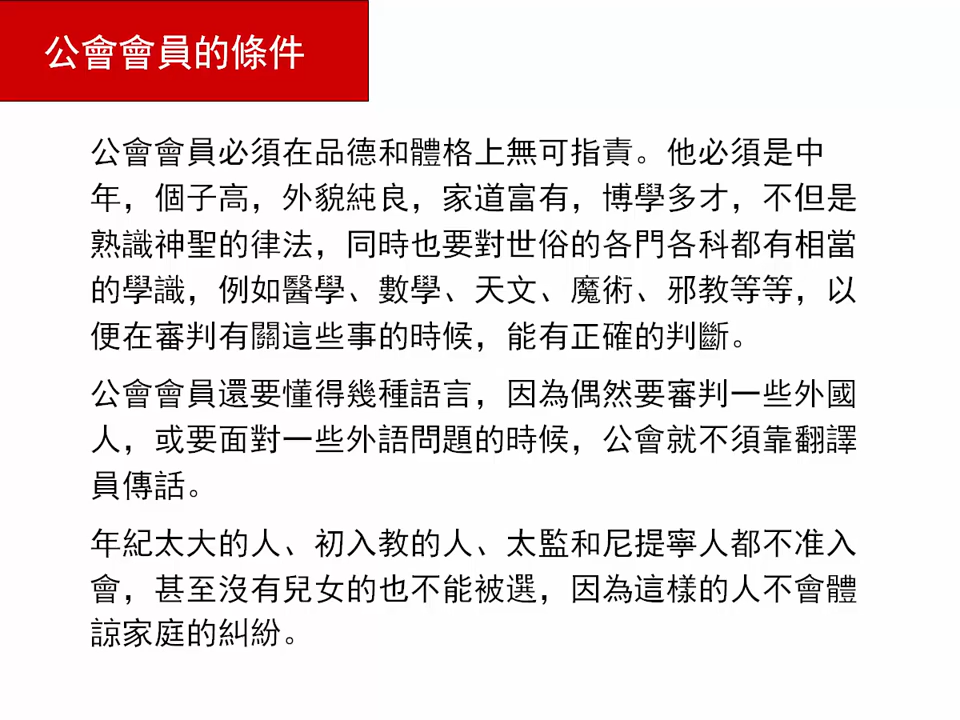 公會會員的條件
公會會員必須在品德和體格上無可指責。他必須是中
年，個子高，外貌純良，家道富有，博學多才，不但是
熟識神聖的律法，同時也要對世俗的各門各科都有相當
的學識，例如醫學、數學、天文、魔術、邪教等等，以
便在審判有關這些事的時候，能有正確的判斷。
公會會員還要懂得幾種語言，因為偶然要審判一些外國
人，或要面對一些外語問題的時候，公會就不須靠翻譯
員傳話。
年紀太大的人、初入教的人、太監和尼提寧人都不准入
會，甚至沒有兒女的也不能被選，因為這樣的人不會體
諒家庭的糾紛。